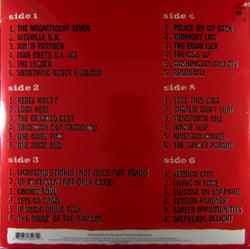 side 1
1. THE MAGNIFICENT SEVEN
2. HITSVILLE U.K.
3. JUNCO PARTNER
4. IVAN MEETS G.I. JOE
5. THE LEADER
6. SOMETHING ABOUT ENGLAND
side 2
1. REBEL WALTZ
2. LOOK HERE
3. THE CROOKED BEAT
4. SOMEBODY GOT MURDERED
5. ONE MORE TIME
6. ONE MORE DUB
side 3
1. LIGHTNING STRIKES (NOT ONCE BUT TWICE)
2. UP IN HEAVEN (NOT ONLY HERE)
3. CORNER SOUL
4. LET'S GO CRAZY
5. IF MUSIC COULD TALK
6. THE SOUND OF THE SINNERS
side 4
1. POLICE ON MY BACK
2. MIDNIGHT LOG
3. THE EQUALISER
4. THE CALL UP
5. WASHINGTON BULLETS
6. BROADWAY
side 5
1. LOSE THIS SKIN
2. CHARLIE DON'T SURF
3. MENSFORTH HILL
4. JUNKIE SLIP
5. KINGSTON ADVICE
6. THE STREET PARADE
side 6
1. VERSION CITY
2. LIVING IN FAME
3. SILICONE ON SAPPHIRE
4. VERSION PARDNER
5. CAREER OPPORTUNITIES
6. SHEPHERDS DELIGHT